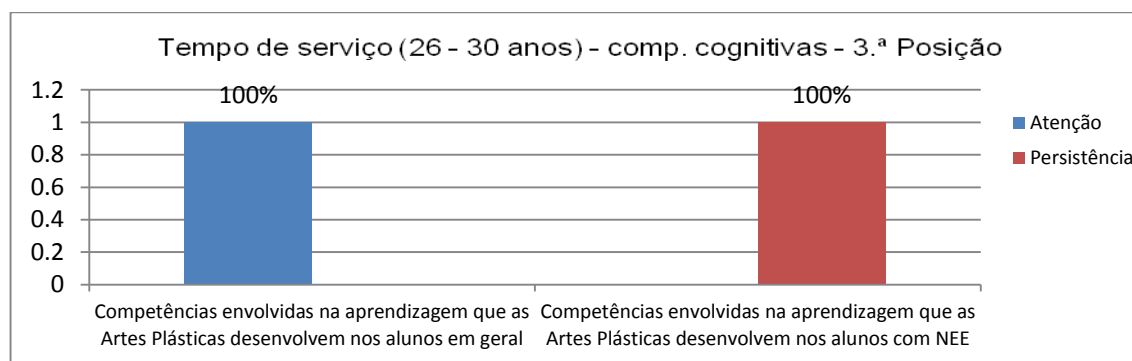 Tempo de serviço (26 - 30 anos) - comp. cognitivas - 3.ª Posição
1.2
1
0.8
0.6
0.4
0.2
0
100%
100%
Atenção
Persistência
Competências envolvidas na aprendizagem que as
Artes Plásticas desenvolvem nos alunos em geral
Competências envolvidas na aprendizagem que as
Artes Plásticas desenvolvem nos alunos com NEE